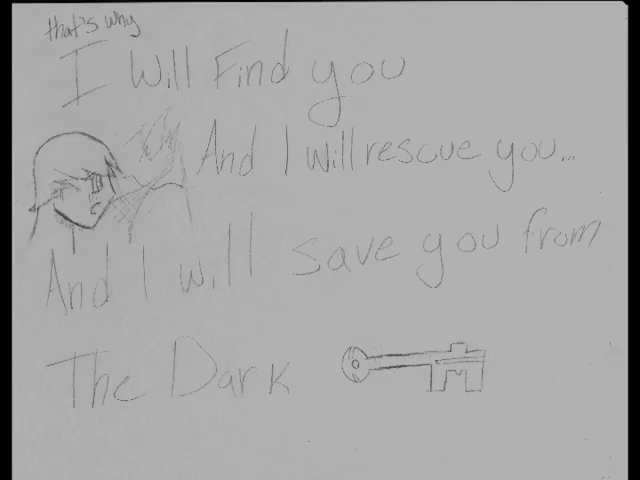 that's why
I Will Find you
And I will rescue you...
And I will save you from
The Dark